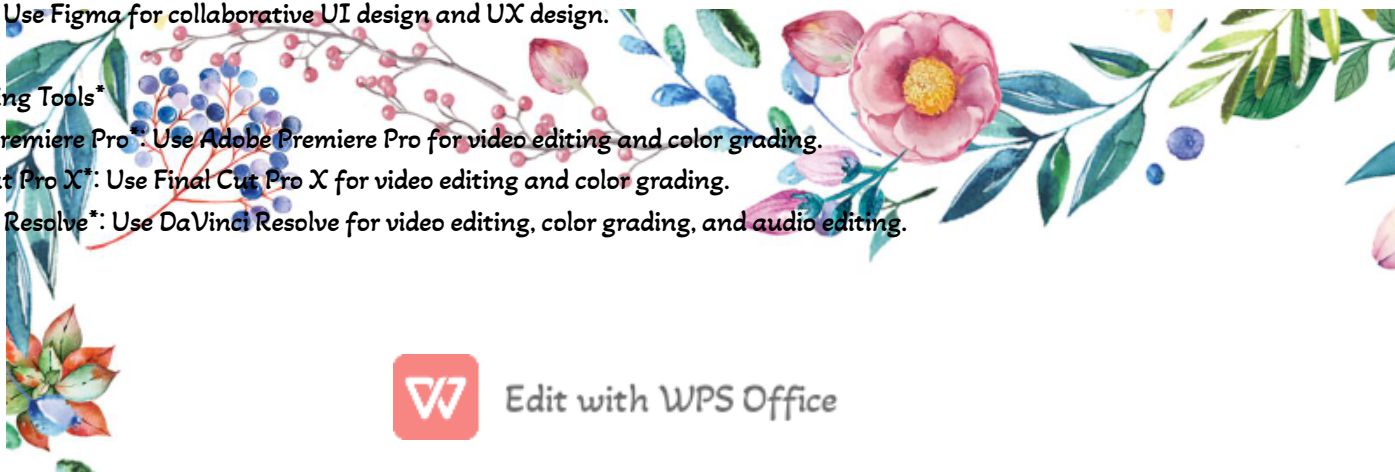 Use Figma for collaborative UI design and UX design.
ing Tools*
remiere Pro*: Use Adobe Premiere Pro for video editing and color grading.
t Pro X*: Use Final Cut Pro X for video editing and color grading.
Resolve*: Use DaVinci Resolve for video editing, color grading, and audio editing.
Edit with WPS Office